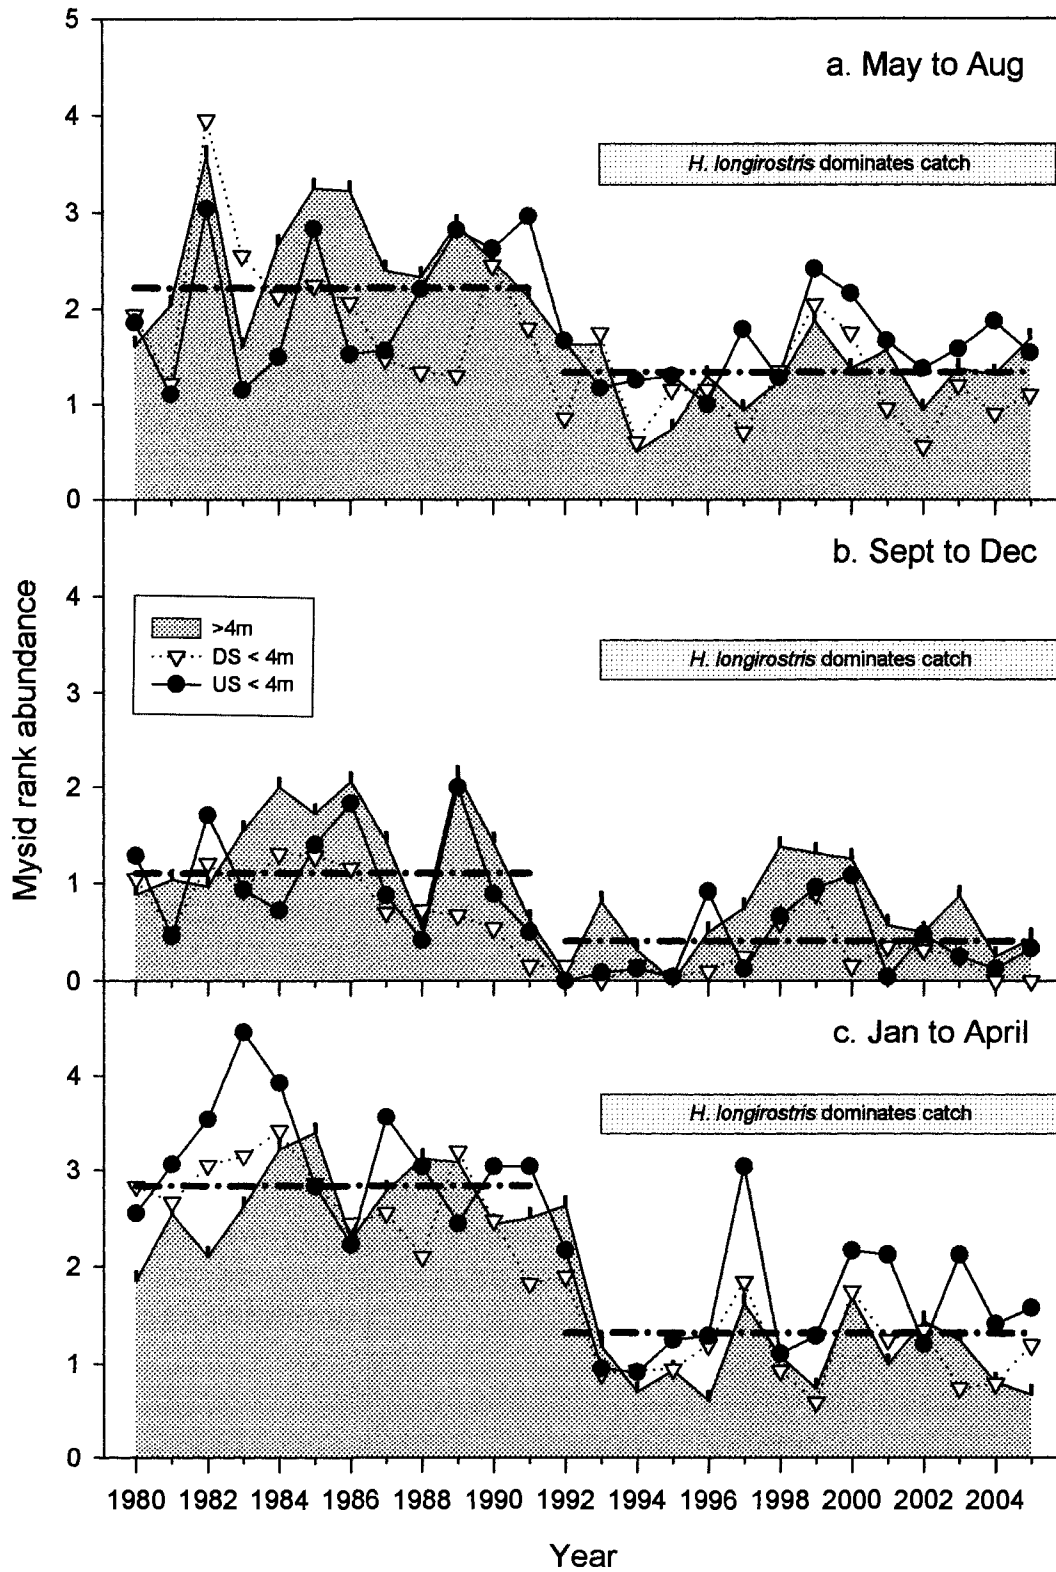 5
a. May to Aug
4
H. longirostris dominates catch
3
2
1
0
b. Sept to Dec
4
>4m
DS < 4m
US < 4m
H. longirostris dominates catch
3
2
1
0
c. Jan to April
4
H. longirostris dominates catch
3
2
1
0
Mysid rank abundance
1980 1982 1984 1986 1988 1990 1992 1994 1996 1998 2000 2002 2004
Year